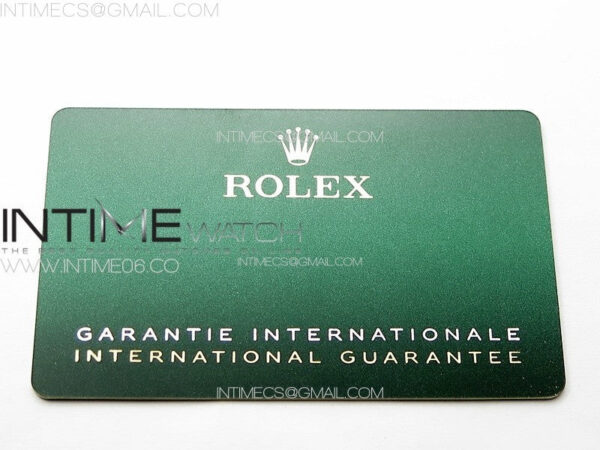 INTIMECS@GMAIL.COM
INTIMECS@GMAIL.COM
ROLEX
INTIME WATCH
WWW.INTIME06.CO
INTIMECS@GMAIL.COM
GARANTIE INTERNATIONALE
INTERNATIONAL GUARANTEE
INTIMECS@GMAIL.COM